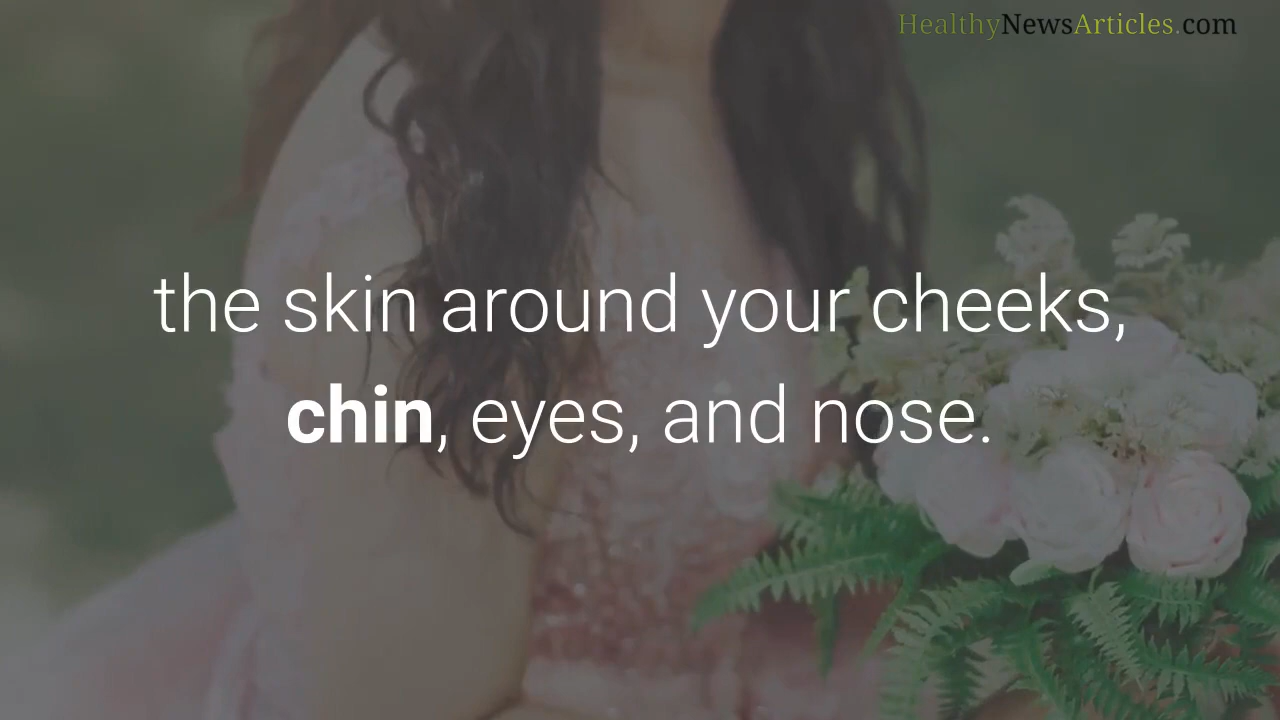 HealthyNewsArticles.com
the skin around your cheeks,
chin, eyes, and nose.